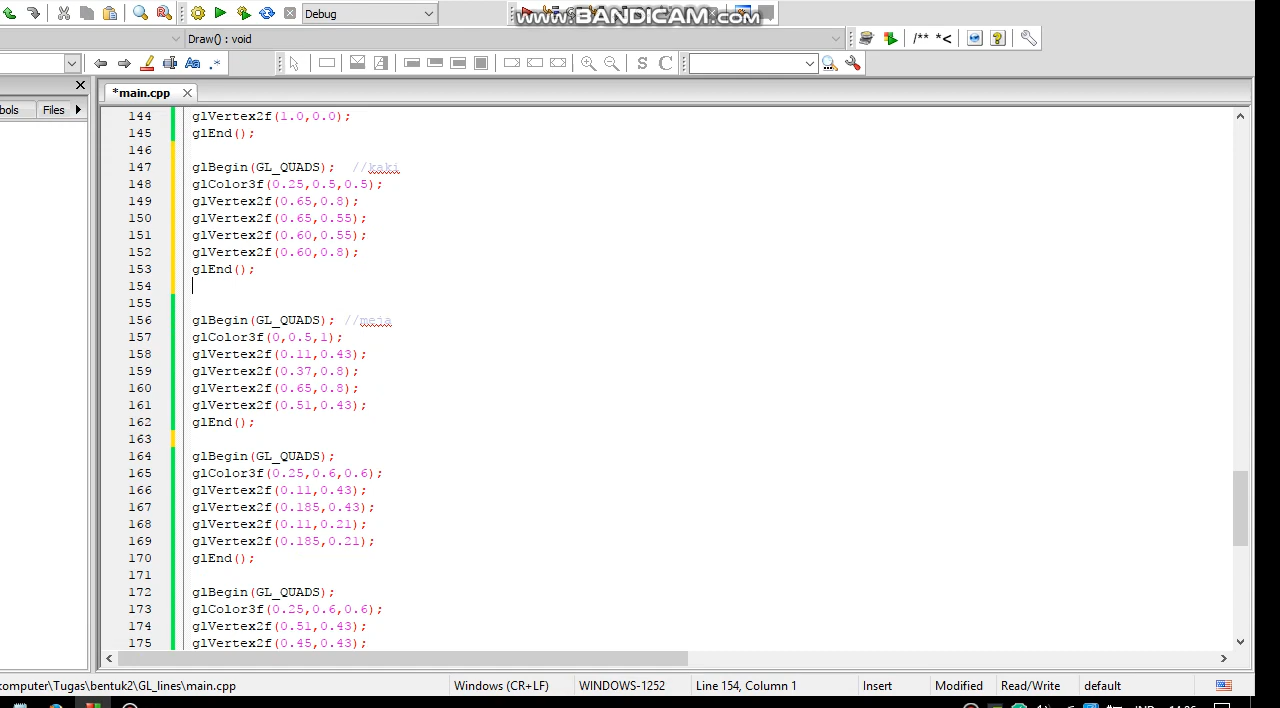 Debug
www.BANDICAM.com
Draw() : void
/** *<
Aa .*
S C
*main.cpp
bols Files
144 glVertex2f(1.0,0.0);
145 glEnd();
146
147 glBegin(GL_QUADS);  //kaki
148 glColor3f(0.25,0.5,0.5);
149 glVertex2f(0.65,0.8);
150 glVertex2f(0.65,0.55);
151 glVertex2f(0.60,0.55);
152 glVertex2f(0.60,0.8);
153 glEnd();
154
155
156 glBegin(GL_QUADS); //meja
157 glColor3f(0,0.5,1);
158 glVertex2f(0.11,0.43);
159 glVertex2f(0.37,0.8);
160 glVertex2f(0.65,0.8);
161 glVertex2f(0.51,0.43);
162 glEnd();
163
164 glBegin(GL_QUADS);
165 glColor3f(0.25,0.6,0.6);
166 glVertex2f(0.11,0.43);
167 glVertex2f(0.185,0.43);
168 glVertex2f(0.11,0.21);
169 glVertex2f(0.185,0.21);
170 glEnd();
171
172 glBegin(GL_QUADS);
173 glColor3f(0.25,0.6,0.6);
174 glVertex2f(0.51,0.43);
175 glVertex2f(0.45,0.43);
omputer\Tugas\bentuk2\GL_lines\main.cpp Windows (CR+LF) WINDOWS-1252 Line 154, Column 1 Insert Modified Read/Write default